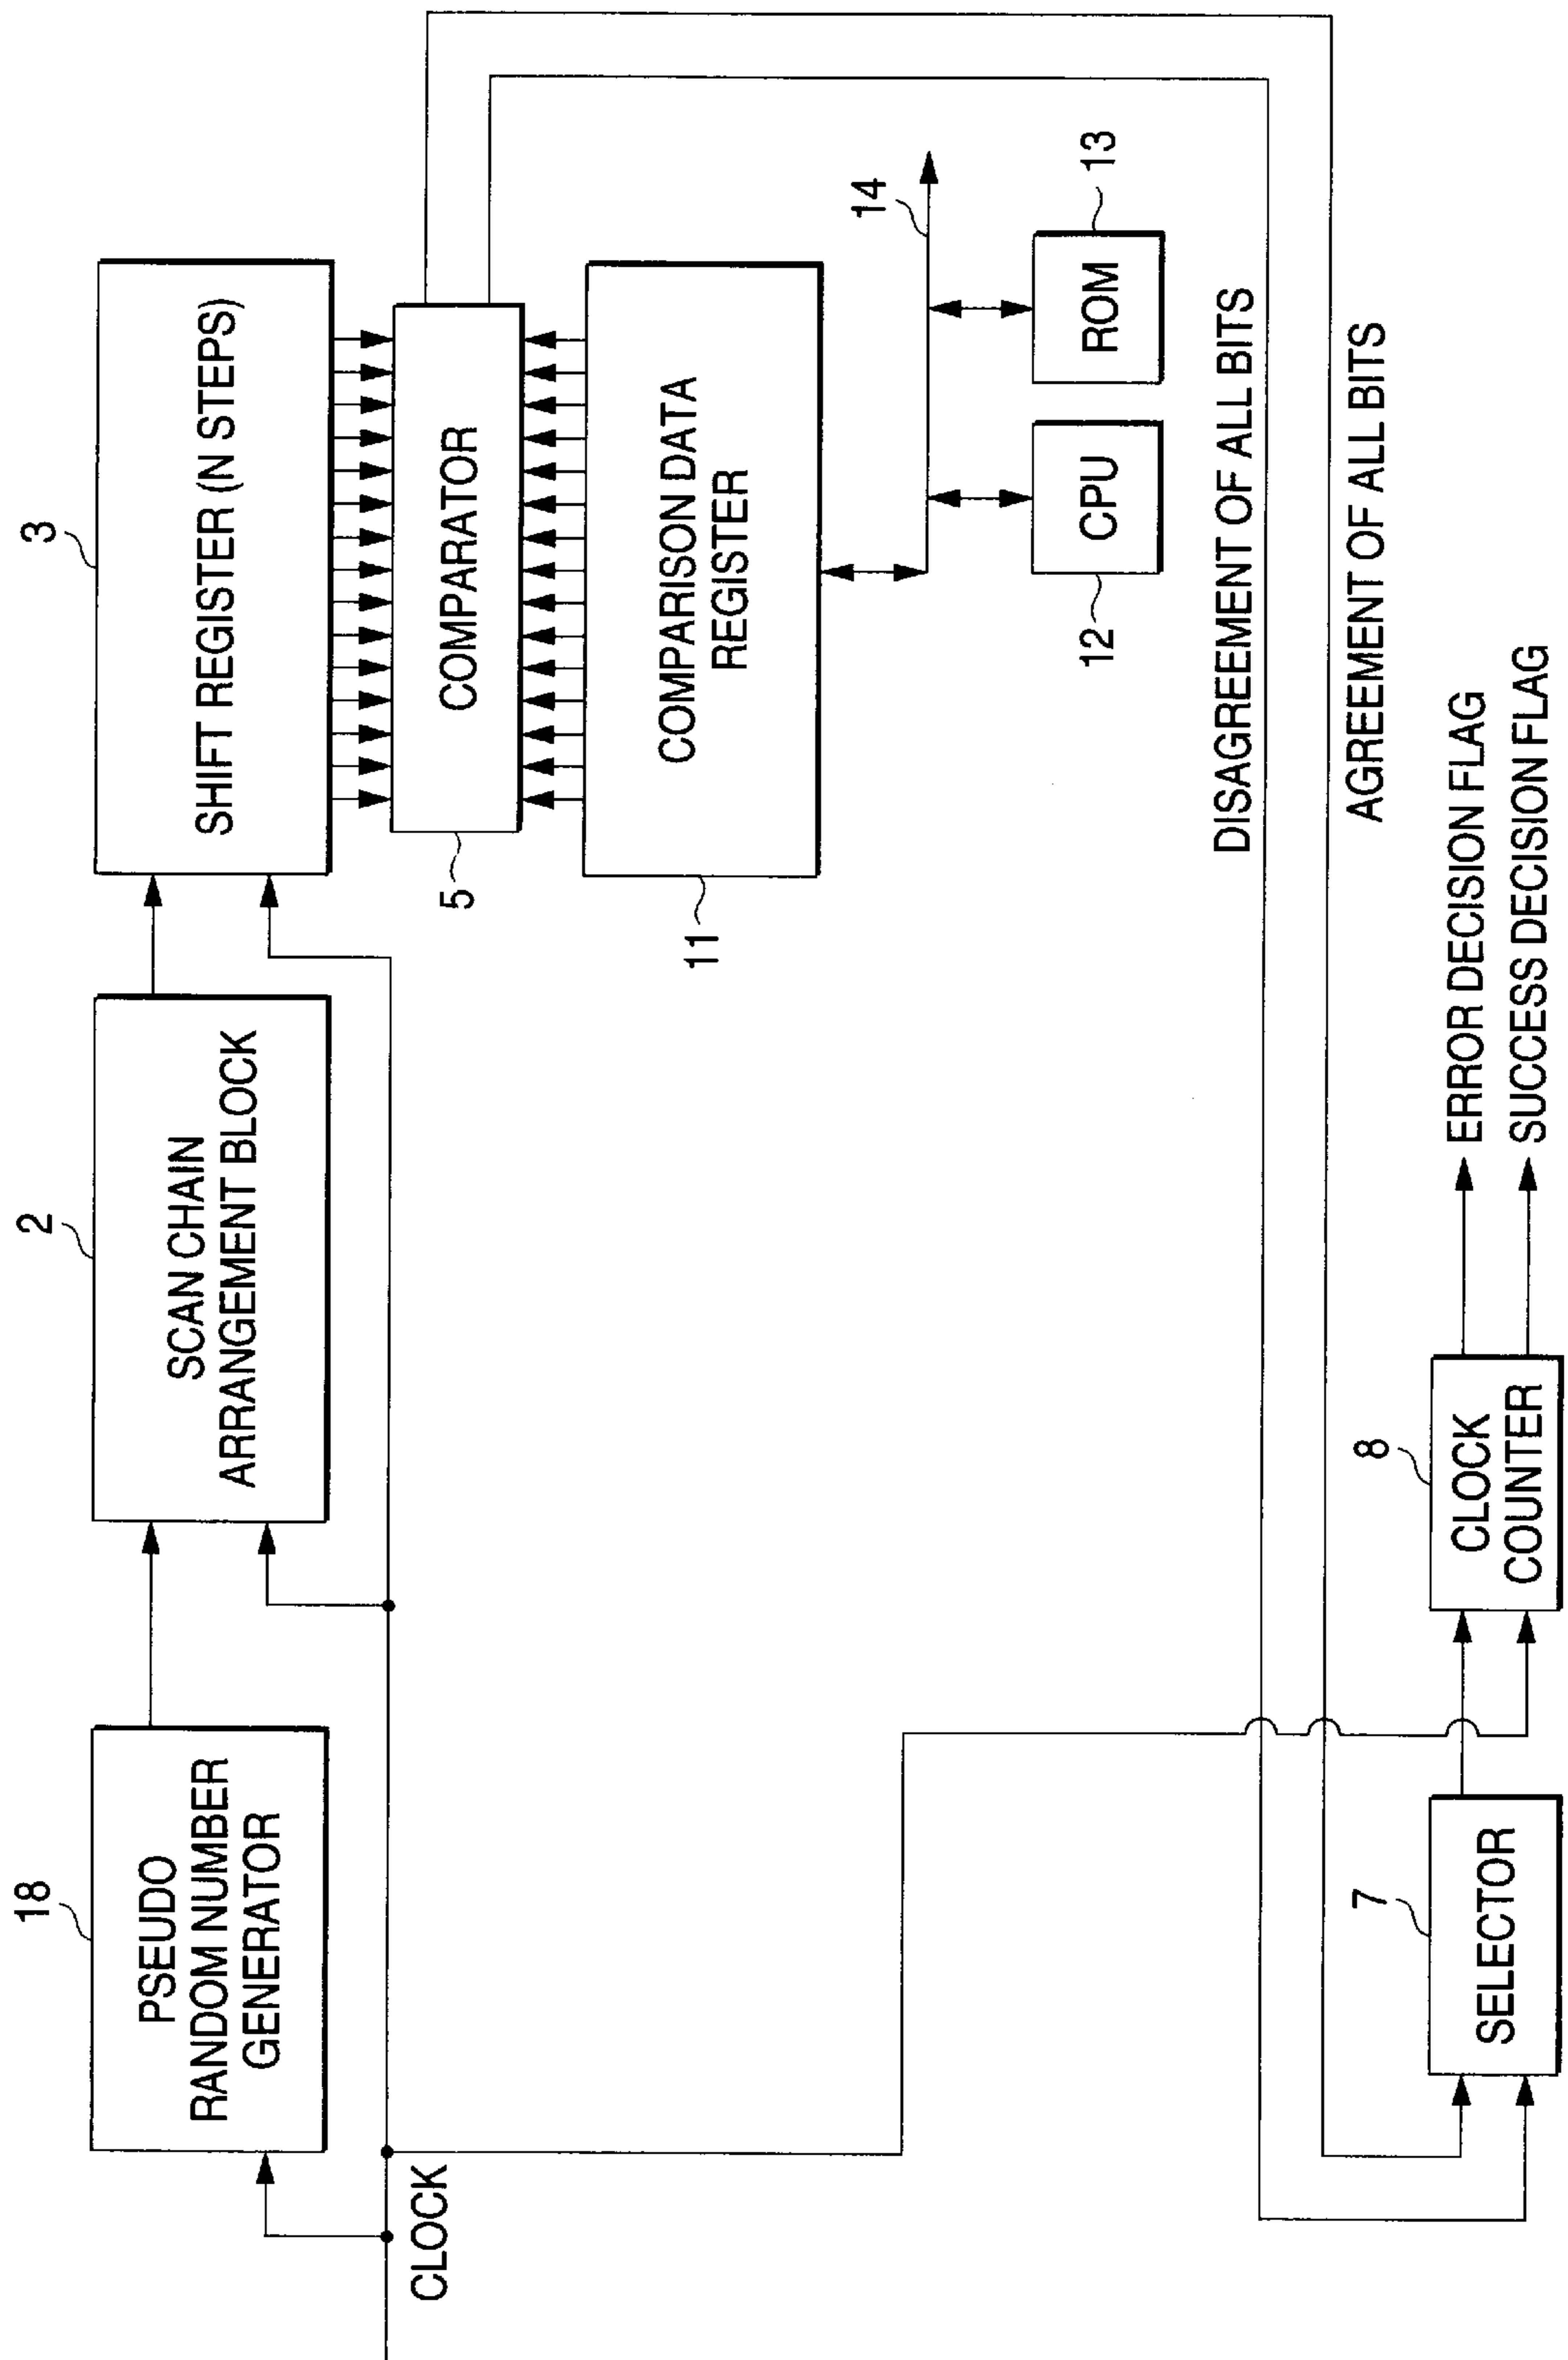 18
PSEUDO
RANDOM NUMBER
GENERATOR
2
SCAN CHAIN
ARRANGEMENT BLOCK
3
SHIFT REGISTER (N STEPS)
CLOCK
5
COMPARATOR
11
COMPARISON DATA
REGISTER
14
12
CPU
ROM
13
DISAGREEMENT OF ALL BITS
AGREEMENT OF ALL BITS
7
SELECTOR
8
CLOCK
COUNTER
ERROR DECISION FLAG
SUCCESS DECISION FLAG